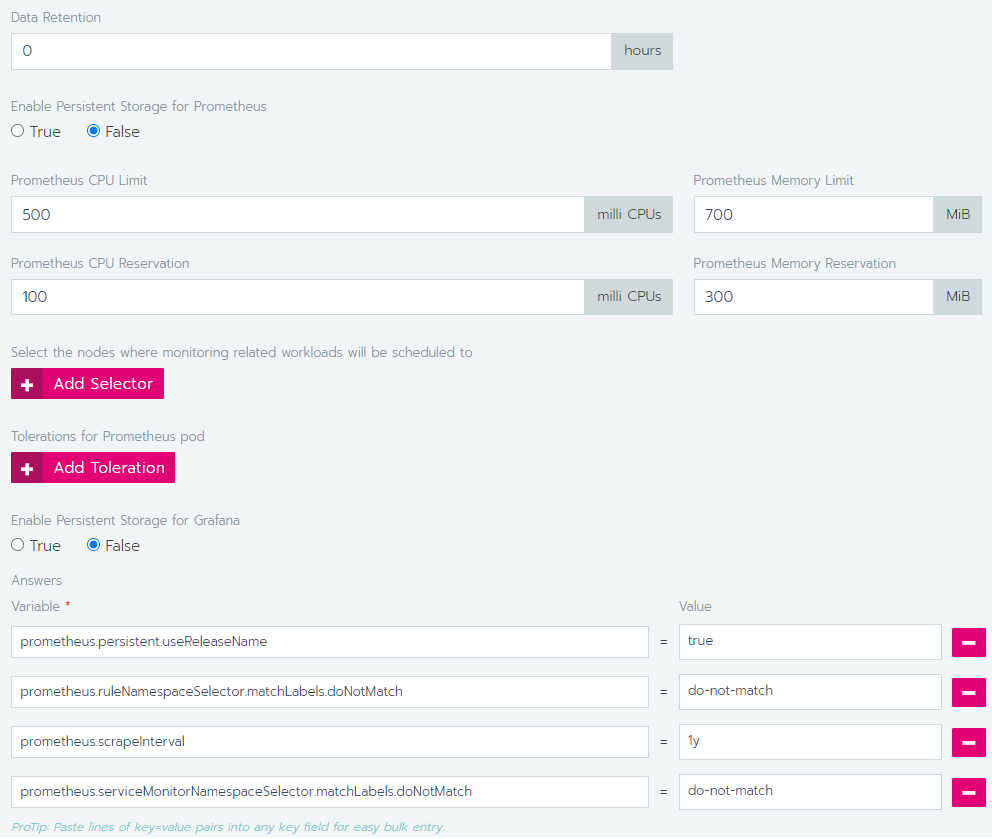 Data Retention
0 hours
Enable Persistent Storage for Prometheus
True False
Prometheus CPU Limit Prometheus Memory Limit
500 milli CPUs 700 MiB
Prometheus CPU Reservation Prometheus Memory Reservation
100 milli CPUs 300 MiB
Select the nodes where monitoring related workloads will be scheduled to
Add Selector
Tolerations for Prometheus pod
Add Toleration
Enable Persistent Storage for Grafana
True False
Answers
Variable * Value
prometheus.persistent.useReleaseName = true
prometheus.ruleNamespaceSelector.matchLabels.doNotMatch = do-not-match
prometheus.scrapeInterval = 1y
prometheus.serviceMonitorNamespaceSelector.matchLabels.doNotMatch = do-not-match
ProTip: Paste lines of key=value pairs into any key field for easy bulk entry.